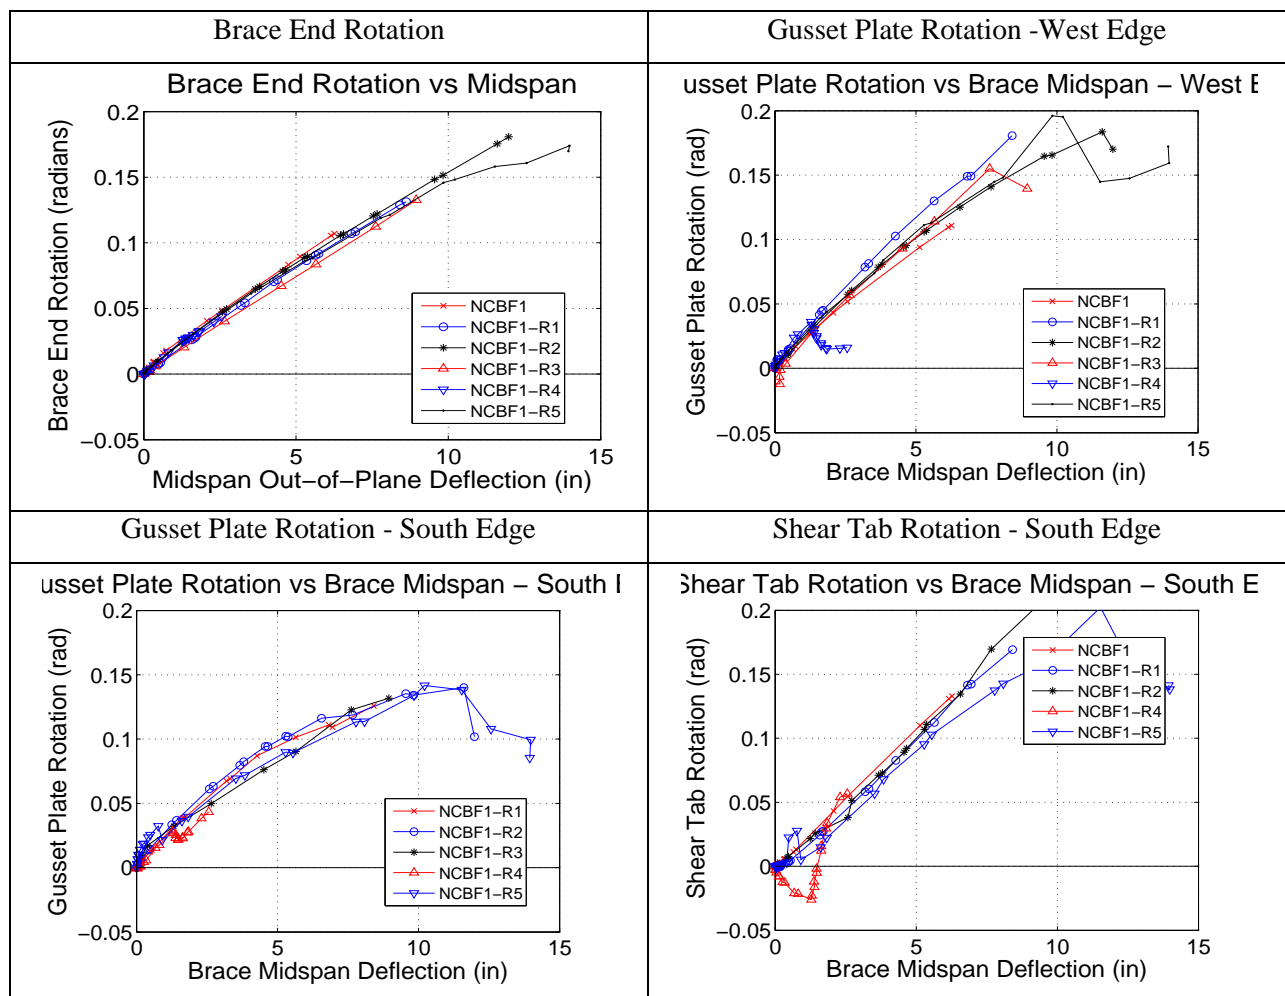 Brace End Rotation
Gusset Plate Rotation -West Edge
Brace End Rotation vs Midspan
0.2
0.15
0.1
0.05
0
−0.05
Brace End Rotation (radians)
NCBF1
NCBF1−R1
NCBF1−R2
NCBF1−R3
NCBF1−R4
NCBF1−R5
0
5
10
15
Midspan Out−of−Plane Deflection (in)
usset Plate Rotation vs Brace Midspan − West E
0.2
0.15
0.1
0.05
0
−0.05
Gusset Plate Rotation (rad)
NCBF1
NCBF1−R1
NCBF1−R2
NCBF1−R3
NCBF1−R4
NCBF1−R5
0
5
10
15
Brace Midspan Deflection (in)
Gusset Plate Rotation - South Edge
Shear Tab Rotation - South Edge
usset Plate Rotation vs Brace Midspan − South E
0.2
0.15
0.1
0.05
0
−0.05
Gusset Plate Rotation (rad)
NCBF1−R1
NCBF1−R2
NCBF1−R3
NCBF1−R4
NCBF1−R5
0
5
10
15
Brace Midspan Deflection (in)
Shear Tab Rotation vs Brace Midspan − South E
0.2
0.15
0.1
0.05
0
−0.05
Shear Tab Rotation (rad)
NCBF1
NCBF1−R1
NCBF1−R2
NCBF1−R4
NCBF1−R5
0
5
10
15
Brace Midspan Deflection (in)